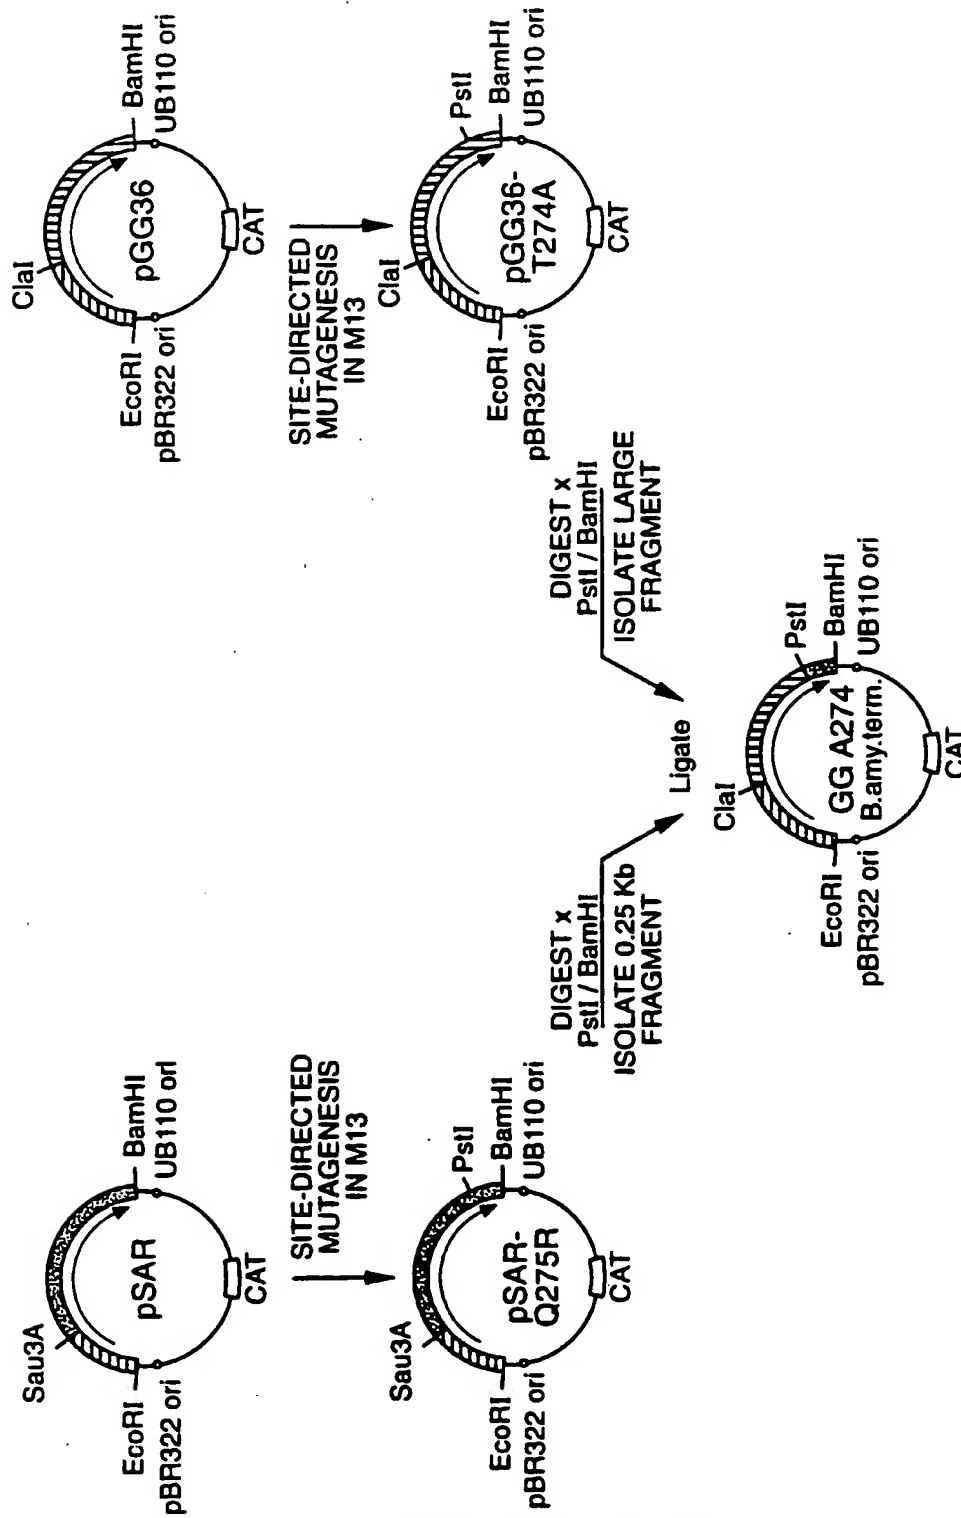 Sau3A
EcoRI
pBR322 ori
pSAR
BamHI
UB110 ori
CAT
SITE-DIRECTED
MUTAGENESIS
IN M13
Sau3A
EcoRI
pBR322 ori
pSAR-
Q275R
PstI
BamHI
UB110 ori
CAT
DIGEST x
PstI / BamHI
ISOLATE 0.25 Kb
FRAGMENT
ClaI
EcoRI
pBR322 ori
pGG36
BamHI
UB110 ori
CAT
SITE-DIRECTED
MUTAGENESIS
IN M13
ClaI
EcoRI
pBR322 ori
pGG36-
T274A
PstI
BamHI
UB110 ori
CAT
DIGEST x
PstI / BamHI
ISOLATE LARGE
FRAGMENT
Ligate
ClaI
EcoRI
pBR322 ori
GG A274
B.amy.term.
PstI
BamHI
UB110 ori
CAT